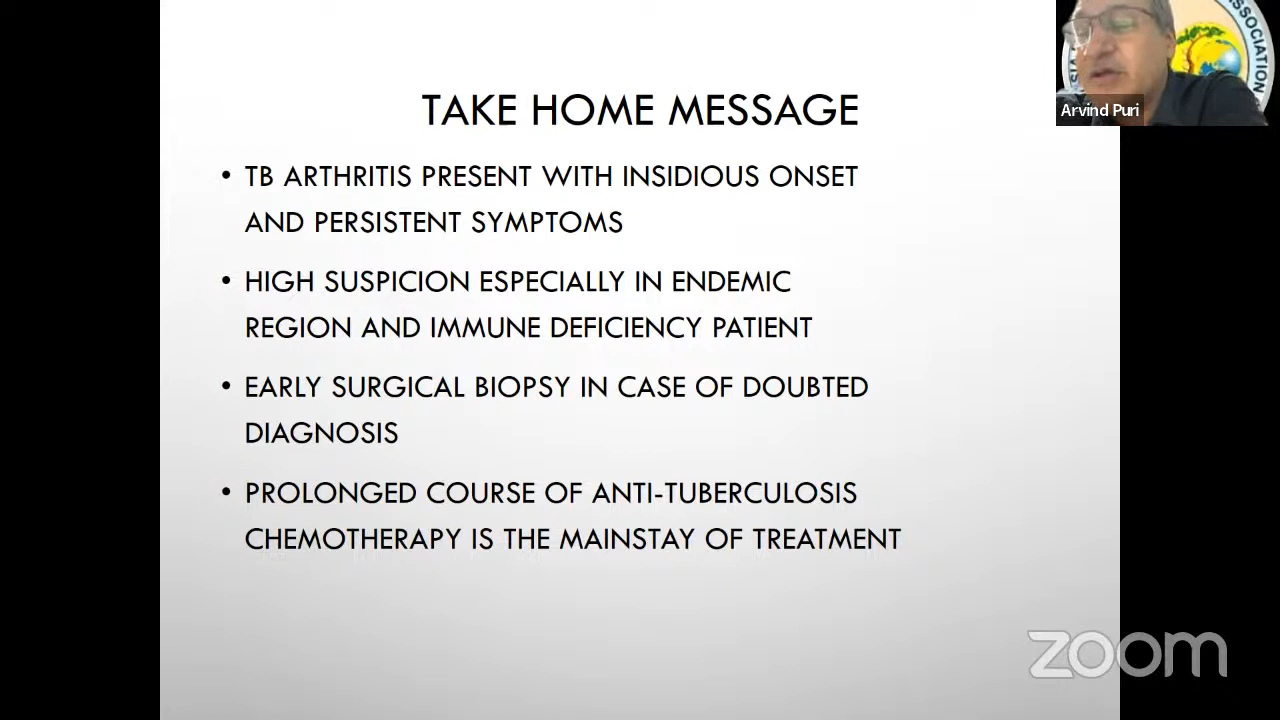 TAKE HOME MESSAGE
• TB ARTHRITIS PRESENT WITH INSIDIOUS ONSET
AND PERSISTENT SYMPTOMS
• HIGH SUSPICION ESPECIALLY IN ENDEMIC
REGION AND IMMUNE DEFICIENCY PATIENT
• EARLY SURGICAL BIOPSY IN CASE OF DOUBTED
DIAGNOSIS
• PROLONGED COURSE OF ANTI-TUBERCULOSIS
CHEMOTHERAPY IS THE MAINSTAY OF TREATMENT
ASSOCIATION
Arvind Puri
zoom